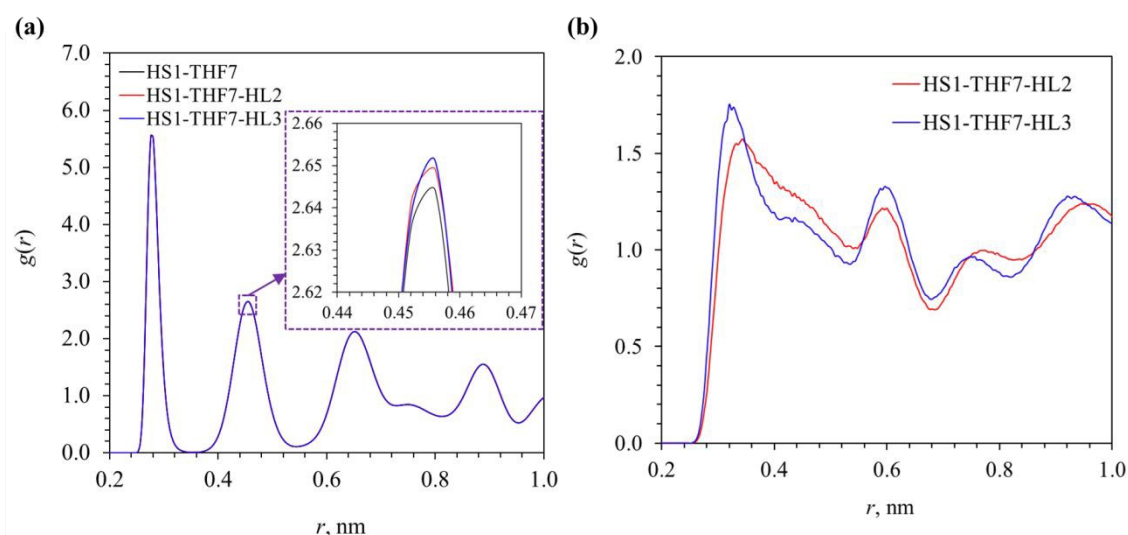 (a)
7.0
6.0
5.0
4.0
3.0
2.0
1.0
0.0
g(r)
HS1-THF7
HS1-THF7-HL2
HS1-THF7-HL3
2.66
2.65
2.64
2.63
2.62
0.44 0.45 0.46 0.47
0.2 0.4 0.6 0.8 1.0
r, nm
(b)
2.0
1.5
1.0
0.5
0.0
g(r)
HS1-THF7-HL2
HS1-THF7-HL3
0.2 0.4 0.6 0.8 1.0
r, nm